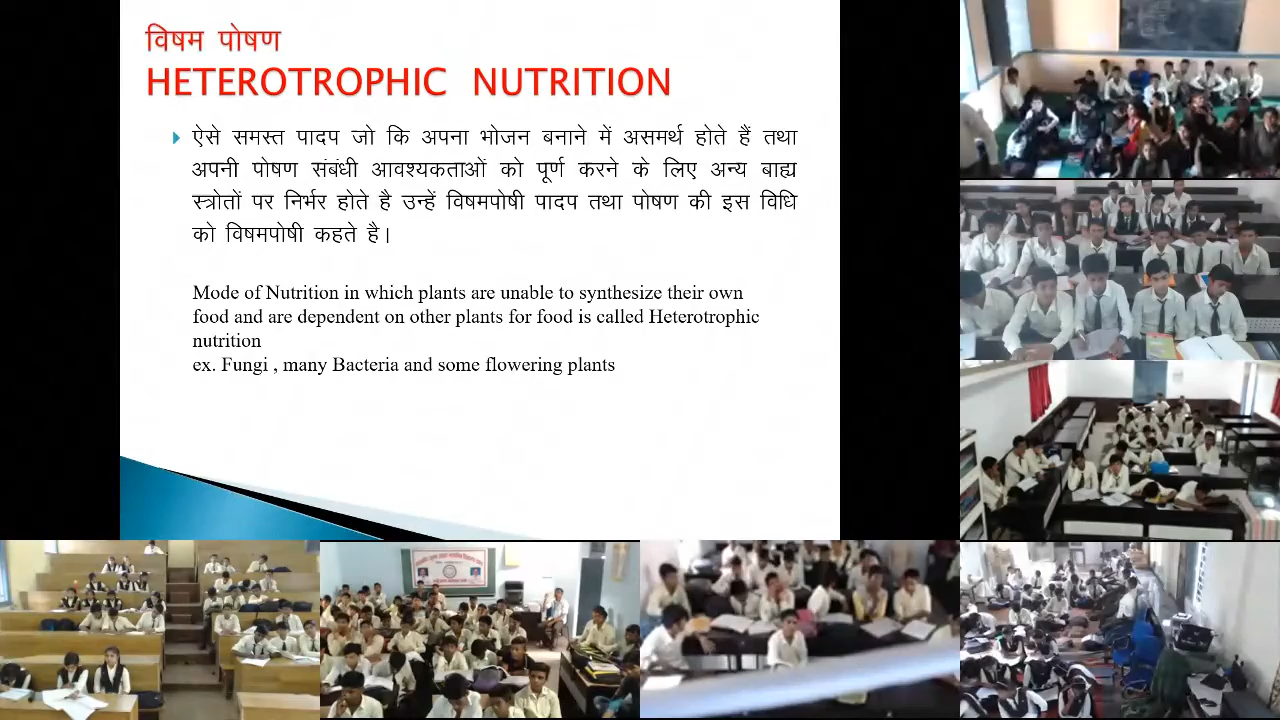 विषम पोषण
HETEROTROPHIC NUTRITION
ऐसे समस्त पादप जो कि अपना भोजन बनाने में असमर्थ होते हैं तथा
अपनी पोषण संबंधी आवश्यकताओं को पूर्ण करने के लिए अन्य बाह्य
स्त्रोतों पर निर्भर होते है उन्हें विषमपोषी पादप तथा पोषण की इस विधि
को विषमपोषी कहते है।
Mode of Nutrition in which plants are unable to synthesize their own
food and are dependent on other plants for food is called Heterotrophic
nutrition
ex. Fungi , many Bacteria and some flowering plants